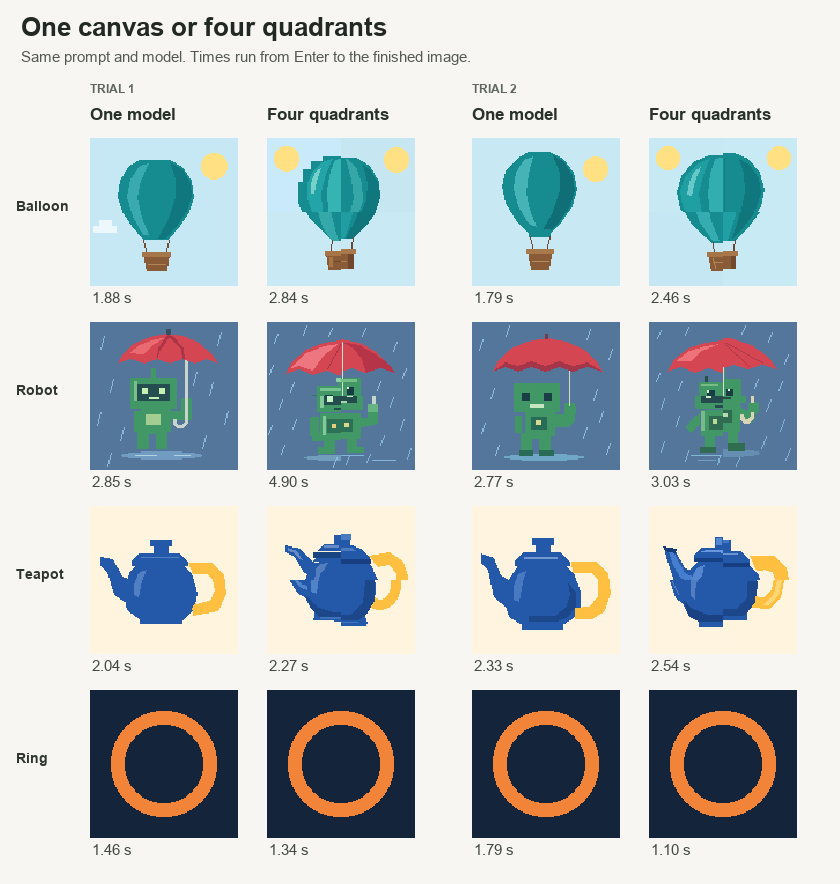 One canvas or four quadrants
Same prompt and model. Times run from Enter to the finished image.
TRIAL 1
TRIAL 2
One model
Four quadrants
One model
Four quadrants
Balloon
1.88 s
2.84 s
1.79 s
2.46 s
Robot
2.85 s
4.90 s
2.77 s
3.03 s
Teapot
2.04 s
2.27 s
2.33 s
2.54 s
Ring
1.46 s
1.34 s
1.79 s
1.10 s